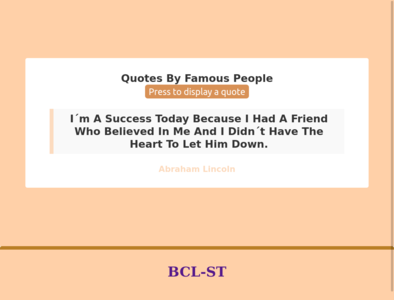 Quotes By Famous People
Press to display a quote
I´m A Success Today Because I Had A Friend
Who Believed In Me And I Didn´t Have The
Heart To Let Him Down.
Abraham Lincoln
BCL-ST